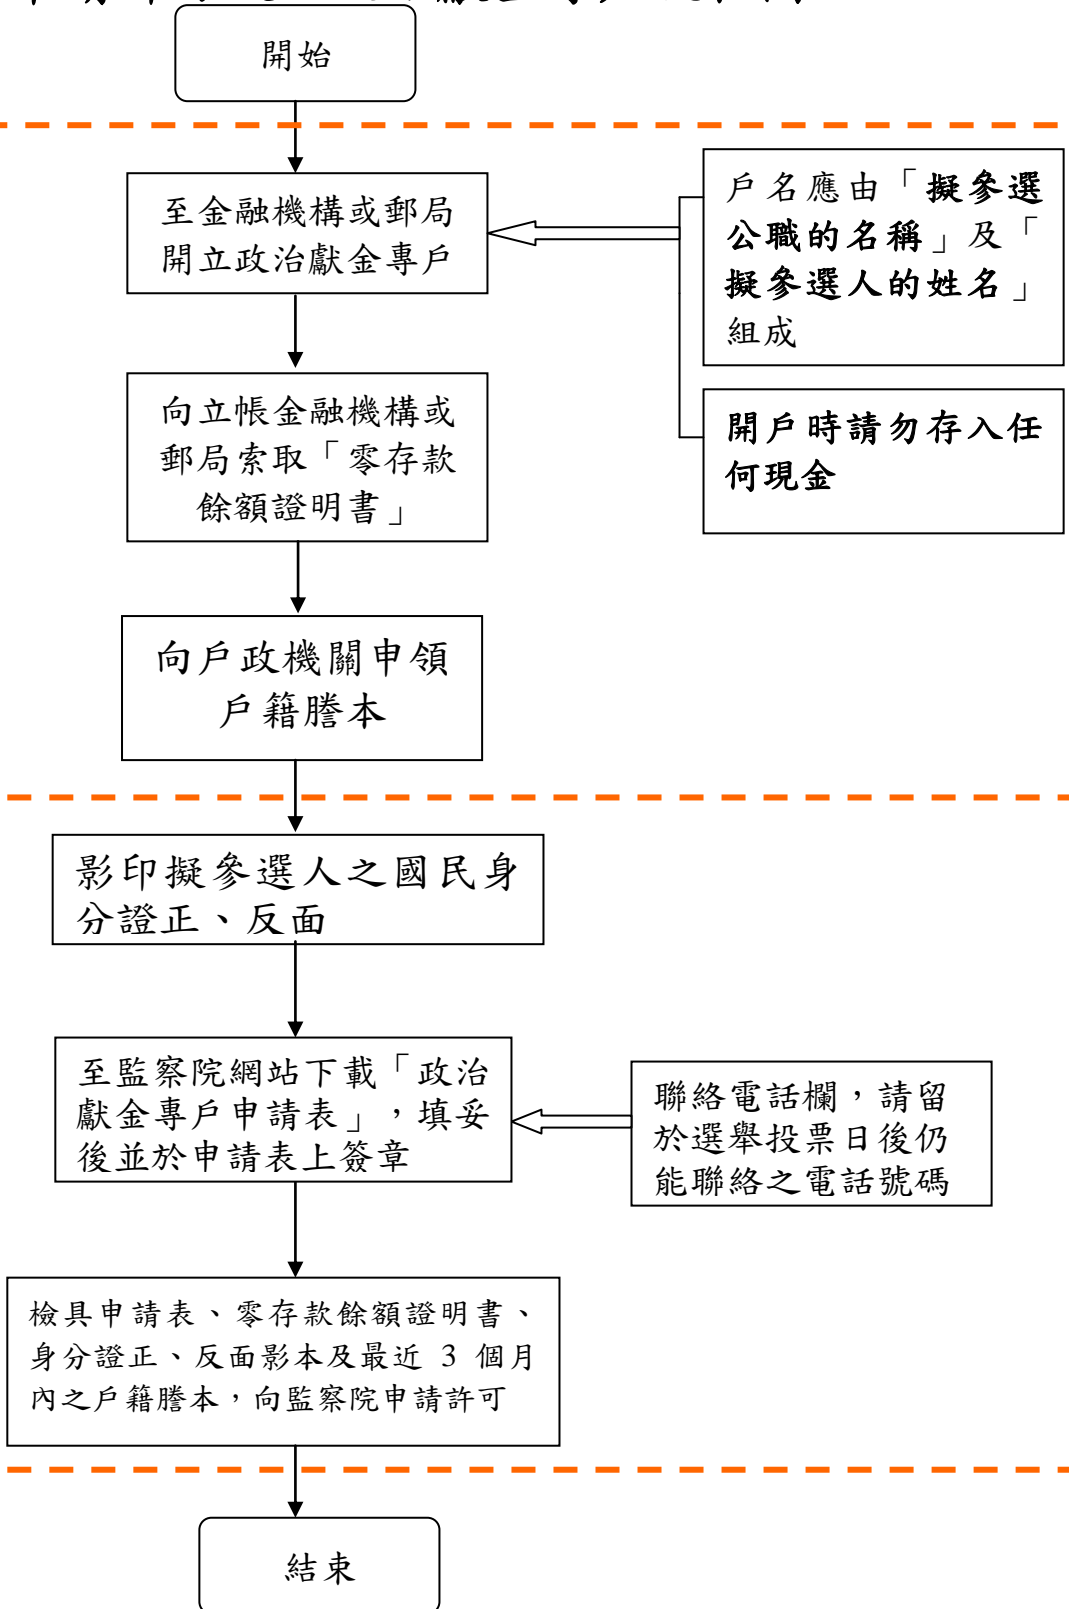 開始
至金融機構或郵局
開立政治獻金專戶
戶名應由「擬參選
公職的名稱」及「
擬參選人的姓名」
組成
開戶時請勿存入任
何現金
向立帳金融機構或
郵局索取「零存款
餘額證明書」
向戶政機關申領
戶籍謄本
影印擬參選人之國民身
分證正、反面
至監察院網站下載「政治
獻金專戶申請表」，填妥
後並於申請表上簽章
聯絡電話欄，請留
於選舉投票日後仍
能聯絡之電話號碼
檢具申請表、零存款餘額證明書、
身分證正、反面影本及最近 3 個月
內之戶籍謄本，向監察院申請許可
結束